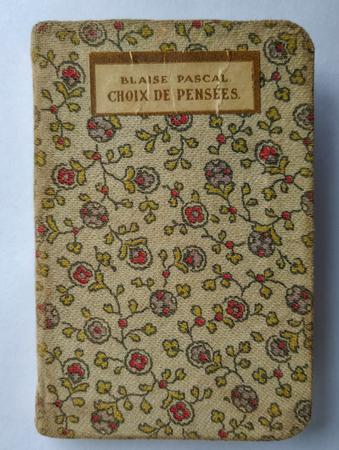 BLAISE PASCAL.
CHOIX DE PENSÉES.